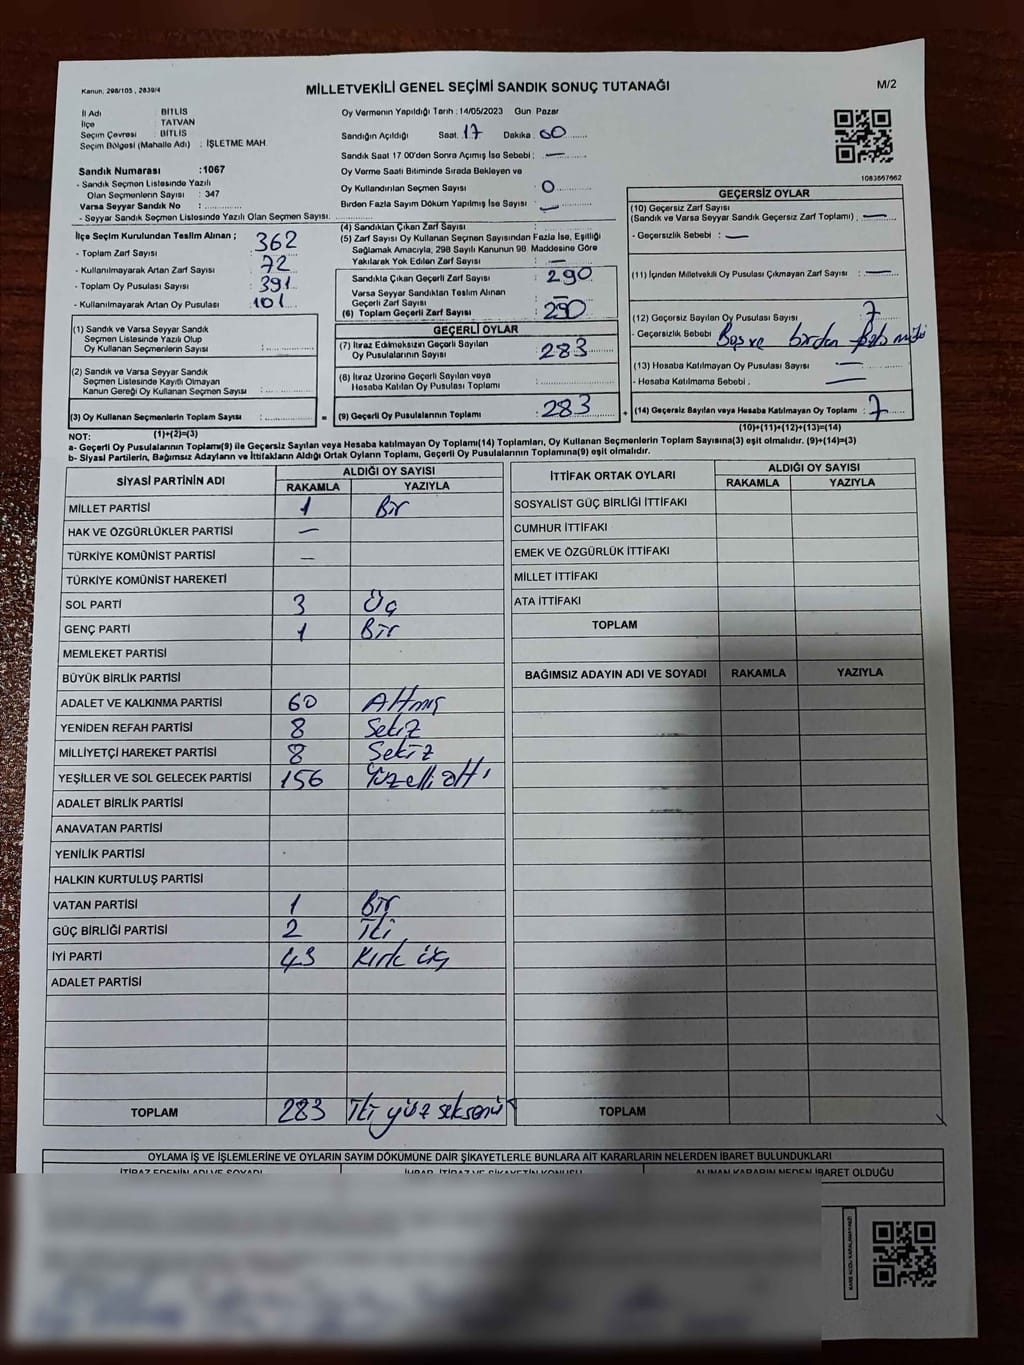 Kanun: 298/105 , 2839/4
MİLLETVEKİLİ GENEL SEÇİMİ SANDIK SONUÇ TUTANAĞI
M/2
İl Adı : BİTLİS
İlçe : TATVAN
Seçim Çevresi : BİTLİS
Seçim Bölgesi (Mahalle Adı) : İŞLETME MAH.
Sandık Numarası :1067
- Sandık Seçmen Listesinde Yazılı
Olan Seçmenlerin Sayısı : 347
Varsa Seyyar Sandık No :
- Seyyar Sandık Seçmen Listesinde Yazılı Olan Seçmen Sayısı:
Oy Vermenin Yapıldığı Tarih : 14/05/2023 Gün Pazar
Sandığın Açıldığı Saat. 17 Dakika. 00
Sandık Saat 17 00'den Sonra Açılmış İse Sebebi : —
Oy Verme Saati Bitiminde Sırada Bekleyen ve
Oy Kullandırılan Seçmen Sayısı 0
Birden Fazla Sayım Döküm Yapılmış İse Sayısı —
İlçe Seçim Kurulundan Teslim Alınan ;
- Toplam Zarf Sayısı 362
- Kullanılmayarak Artan Zarf Sayısı 72
- Toplam Oy Pusulası Sayısı 391
- Kullanılmayarak Artan Oy Pusulası 101
(1) Sandık ve Varsa Seyyar Sandık
Seçmen Listesinde Yazılı Olup
Oy Kullanan Seçmenlerin Sayısı :
(2) Sandık ve Varsa Seyyar Sandık
Seçmen Listesinde Kayıtlı Olmayan
Kanun Gereği Oy Kullanan Seçmen Sayısı :
(3) Oy Kullanan Seçmenlerin Toplam Sayısı :
(1)+(2)=(3)
(4) Sandıktan Çıkan Zarf Sayısı
(5) Zarf Sayısı Oy Kullanan Seçmen Sayısından Fazla İse, Eşitliği
Sağlamak Amacıyla, 298 Sayılı Kanunun 98. Maddesine Göre
Yakılarak Yok Edilen Zarf Sayısı : —
Sandıkta Çıkan Geçerli Zarf Sayısı 290
Varsa Seyyar Sandıktan Teslim Alınan
Geçerli Zarf Sayısı —
(6) Toplam Geçerli Zarf Sayısı 290
GEÇERLİ OYLAR
(7) İtiraz Edilmeksizin Geçerli Sayılan
Oy Pusulalarının Sayısı : 283
(8) İtiraz Üzerine Geçerli Sayılan veya
Hesaba Katılan Oy Pusulası Toplamı
= (9) Geçerli Oy Pusulalarının Toplamı 283
1083557662
GEÇERSİZ OYLAR
(10) Geçersiz Zarf Sayısı
(Sandık ve Varsa Seyyar Sandık Geçersiz Zarf Toplamı) : —
- Geçersizlik Sebebi : —
(11) İçinden Milletvekili Oy Pusulası Çıkmayan Zarf Sayısı : —
(12) Geçersiz Sayılan Oy Pusulası Sayısı : 7
- Geçersizlik Sebebi Boş ve birden
(13) Hesaba Katılmayan Oy Pusulası Sayısı : —
- Hesaba Katılmama Sebebi : —
+ (14) Geçersiz Sayılan veya Hesaba Katılmayan Oy Toplamı : 7
(10)+(11)+(12)+(13)=(14)
NOT:
a- Geçerli Oy Pusulalarının Toplamı(9) ile Geçersiz Sayılan veya Hesaba katılmayan Oy Toplamı(14) Toplamları, Oy Kullanan Seçmenlerin Toplam Sayısına(3) eşit olmalıdır. (9)+(14)=(3)
b- Siyasi Partilerin, Bağımsız Adayların ve İttifakların Aldığı Ortak Oyların Toplamı, Geçerli Oy Pusulalarının Toplamına(9) eşit olmalıdır.
SİYASİ PARTİNİN ADI ALDIĞI OY SAYISI
RAKAMLA YAZIYLA
MİLLET PARTİSİ 1 Bir
HAK VE ÖZGÜRLÜKLER PARTİSİ —
TÜRKİYE KOMÜNİST PARTİSİ —
TÜRKİYE KOMÜNİST HAREKETİ
SOL PARTİ 3 Üç
GENÇ PARTİ 1 Bir
MEMLEKET PARTİSİ
BÜYÜK BİRLİK PARTİSİ
ADALET VE KALKINMA PARTİSİ 60 Altmış
YENİDEN REFAH PARTİSİ 8 Sekiz
MİLLİYETÇİ HAREKET PARTİSİ 8 Sekiz
YEŞİLLER VE SOL GELECEK PARTİSİ 156 Yüzelli altı
ADALET BİRLİK PARTİSİ
ANAVATAN PARTİSİ
YENİLİK PARTİSİ
HALKIN KURTULUŞ PARTİSİ
VATAN PARTİSİ 1 Bir
GÜÇ BİRLİĞİ PARTİSİ 2 İki
İYİ PARTİ 43 Kırk üç
ADALET PARTİSİ
TOPLAM 283 İki yüz seksenü
İTTİFAK ORTAK OYLARI ALDIĞI OY SAYISI
RAKAMLA YAZIYLA
SOSYALİST GÜÇ BİRLİĞİ İTTİFAKI
CUMHUR İTTİFAKI
EMEK VE ÖZGÜRLÜK İTTİFAKI
MİLLET İTTİFAKI
ATA İTTİFAKI
TOPLAM
BAĞIMSIZ ADAYIN ADI VE SOYADI RAKAMLA YAZIYLA
TOPLAM
OYLAMA İŞ VE İŞLEMLERİNE VE OYLARIN SAYIM DÖKÜMÜNE DAİR ŞİKAYETLERLE BUNLARA AİT KARARLARIN NELERDEN İBARET BULUNDUKLARI
İTİRAZ EDENİN ADI VE SOYADI İHBAR, İTİRAZ VE ŞİKAYETİN KONUSU ALINAN KARARIN NEDEN İBARET OLDUĞU